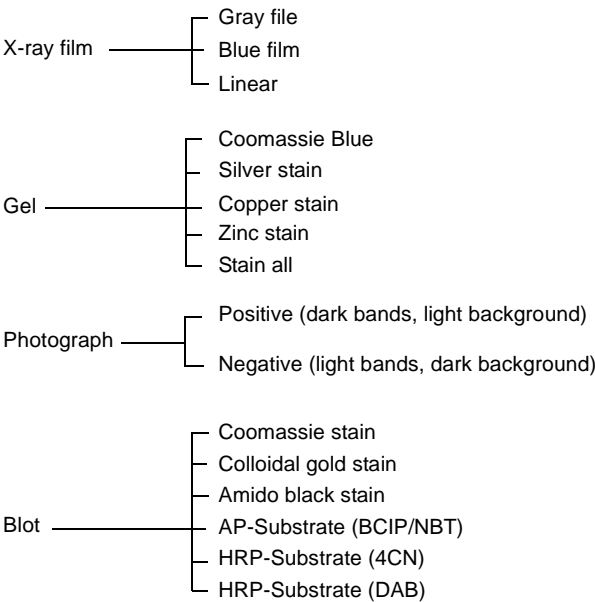 X-ray film
Gray file
Blue film
Linear
Gel
Coomassie Blue
Silver stain
Copper stain
Zinc stain
Stain all
Photograph
Positive (dark bands, light background)
Negative (light bands, dark background)
Blot
Coomassie stain
Colloidal gold stain
Amido black stain
AP-Substrate (BCIP/NBT)
HRP-Substrate (4CN)
HRP-Substrate (DAB)